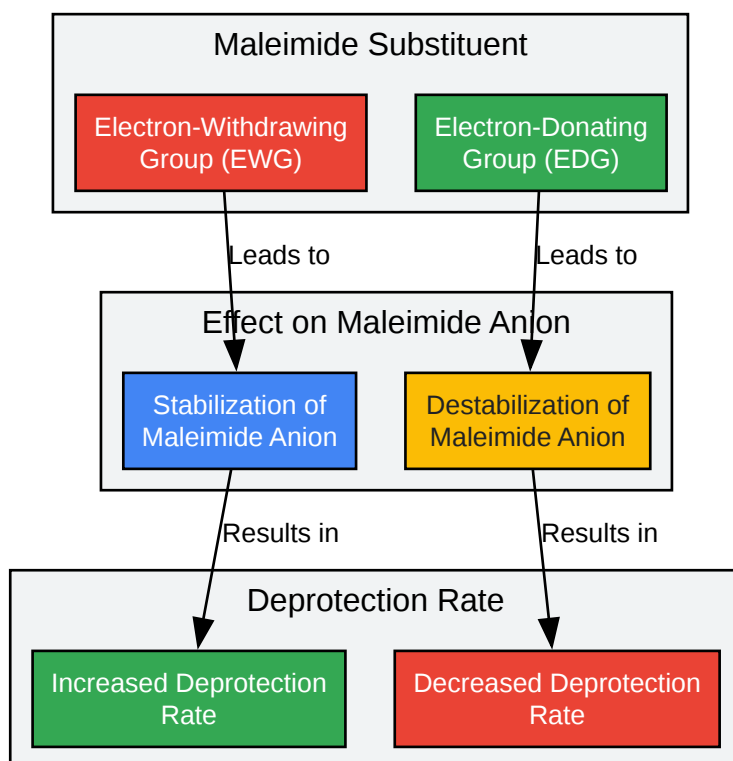 Maleimide Substituent
Electron-Withdrawing
Group (EWG)
Electron-Donating
Group (EDG)
Leads to
Leads to
Effect on Maleimide Anion
Stabilization of
Maleimide Anion
Destabilization of
Maleimide Anion
Results in
Results in
Deprotection Rate
Increased Deprotection
Rate
Decreased Deprotection
Rate